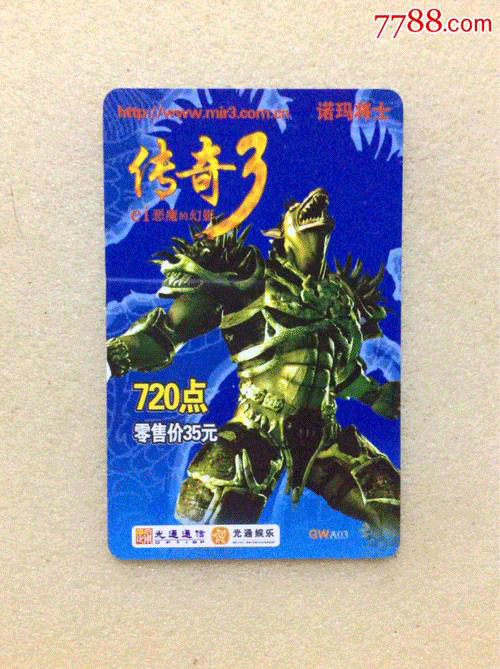 7788.com
http://www.mir3.com.cn 诺玛将士
传奇3
C1恶魔的幻影
720点
零售价35元
光通通信 光通娱乐
OPTISP
GWA03